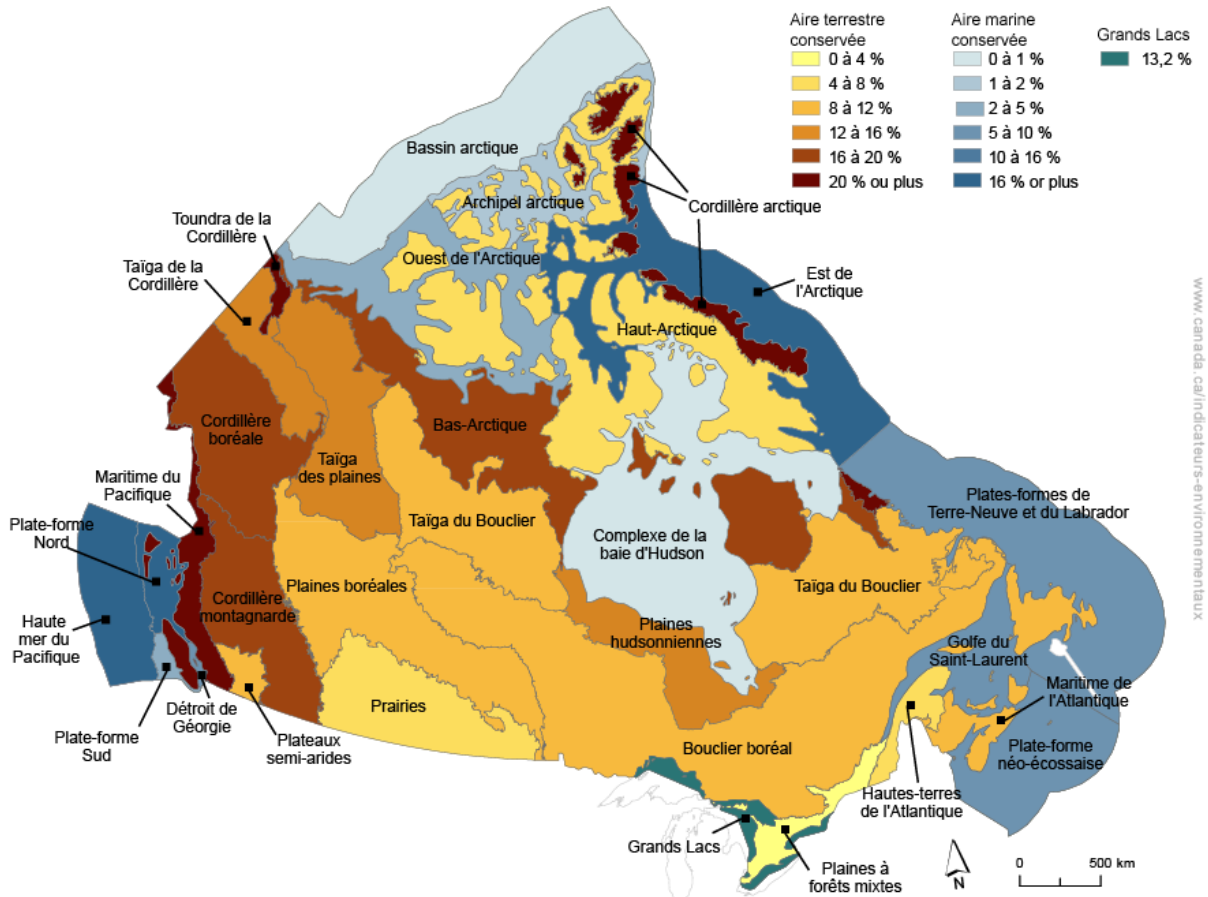 Aire terrestre
conservée
0 à 4 %
4 à 8 %
8 à 12 %
12 à 16 %
16 à 20 %
20 % ou plus
Aire marine
conservée
0 à 1 %
1 à 2 %
2 à 5 %
5 à 10 %
10 à 16 %
16 % or plus
Grands Lacs
13,2 %
Bassin arctique
Archipel arctique
Cordillère arctique
Toundra de la
Cordillère
Taïga de la
Cordillère
Ouest de l'Arctique
Est de
l'Arctique
Haut-Arctique
Cordillère
boréale
Bas-Arctique
Taïga
des plaines
Maritime du
Pacifique
Plate-forme
Nord
Taïga du Bouclier
Complexe de la
baie d'Hudson
Plates-formes de
Terre-Neuve et du Labrador
Plaines boréales
Taïga du Bouclier
Cordillère
montagnarde
Haute
mer du
Pacifique
Plaines
hudsonniennes
Golfe du
Saint-Laurent
Maritime de
l'Atlantique
Prairies
Détroit de
Géorgie
Plate-forme
Sud
Plateaux
semi-arides
Bouclier boréal
Plate-forme
néo-écossaise
Hautes-terres
de l'Atlantique
Grands Lacs
Plaines à
forêts mixtes
N
0 500 km
www.canada.ca/indicateurs-environnementaux